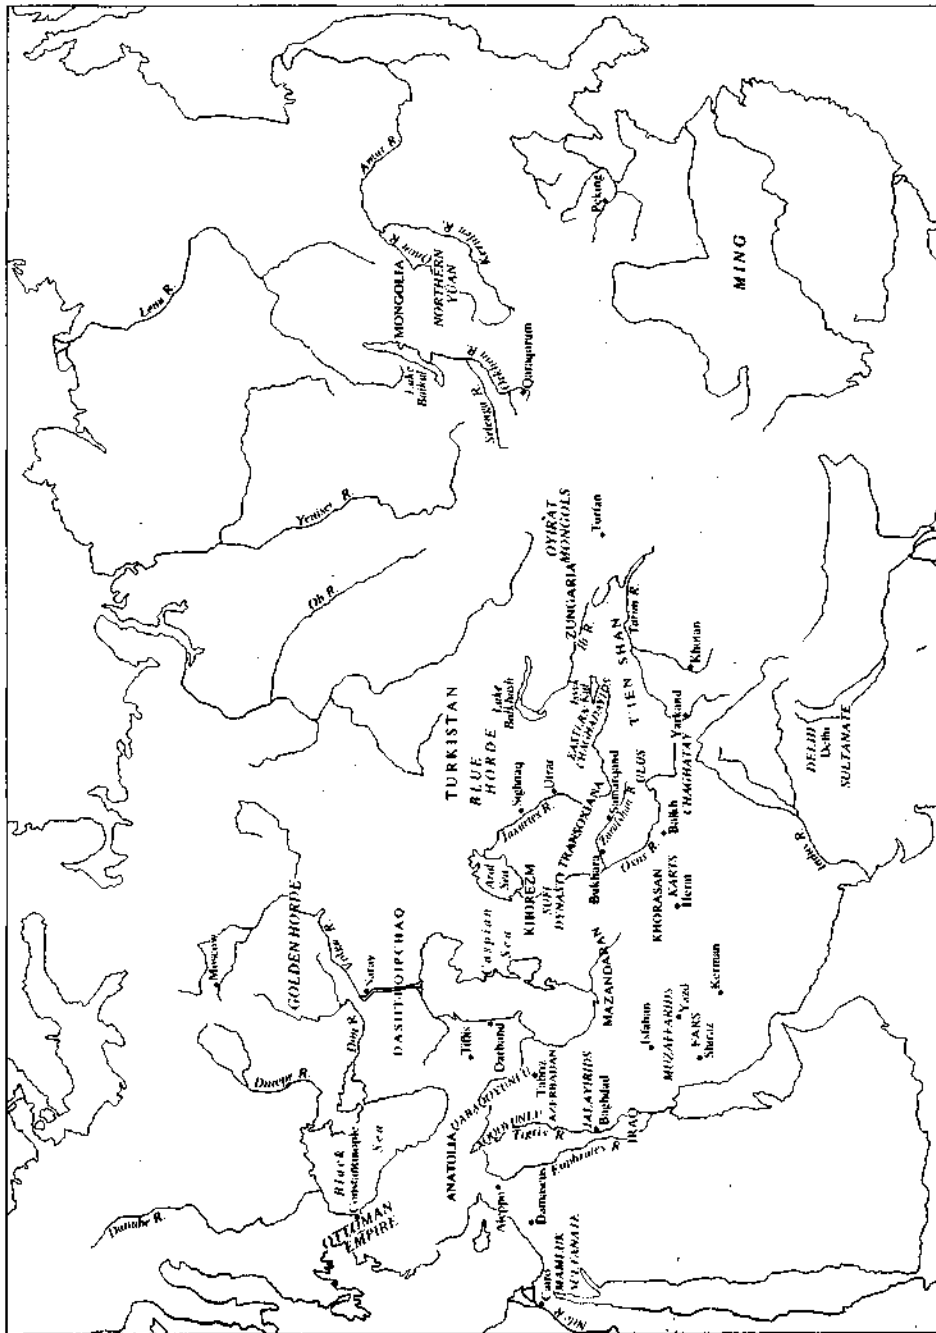 Moscow
GOLDEN HORDE
Volga R.
Saray
DASHT-I QIPCHAQ
Don R.
Dniepr R.
Danube R.
Black
Sea
Constantinople
OTTOMAN
EMPIRE
ANATOLIA
QARAQOYUNLU
AQQOYUNLU
Tiflis
Darband
Tabriz
AZERBAIJAN
Tigris R.
Euphrates R.
JALAYIRIDS
Baghdad
IRAQ
Aleppo
Damascus
Cairo
MAMLUK
SULTANATE
Nile R.
Caspian
Sea
MAZANDARAN
Isfahan
MUZAFFARIDS
Yazd
FARS
Shiraz
Kerman
KHORASAN
KARTS
Herat
Aral
Sea
KHOREZM
SUFI
DYNASTY
TRANSOXIANA
Bukhara
Samarqand
Zarafshan R.
Oxus R.
Balkh
ULUS
CHAGHATAY
Jaxartes R.
Sighnaq
Utrar
TURKISTAN
BLUE
HORDE
Lake
Balkhash
Issik
Kul
EASTERN
CHAGHADAYIDS
T'IEN SHAN
Yarkand
Khotan
Tarim R.
Ili R.
ZUNGARIA
OYIRAT
MONGOLS
Turfan
Indus R.
DELHI
Delhi
SULTANATE
Ob R.
Yenisei R.
Lena R.
Lake
Baikal
Selenga R.
Orkhon R.
Qaraqorum
MONGOLIA
NORTHERN
YUAN
Onon R.
Kerulen R.
Amur R.
Peking
MING